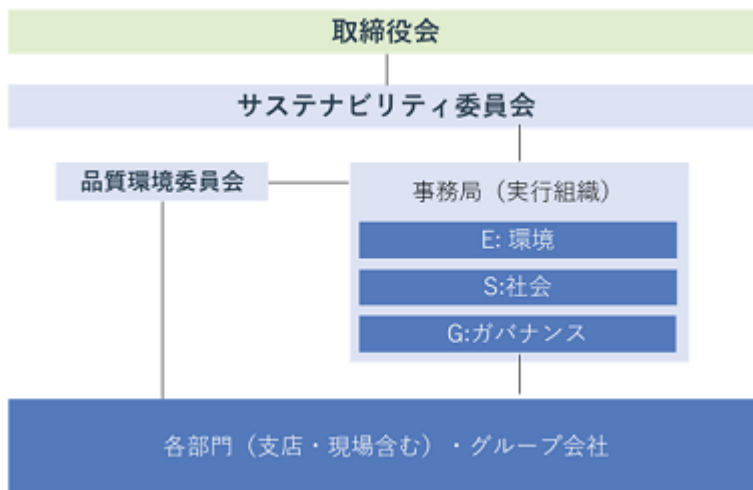 取締役会
サステナビリティ委員会
品質環境委員会
事務局（実行組織）
E: 環境
S:社会
G:ガバナンス
各部門（支店・現場含む）・グループ会社